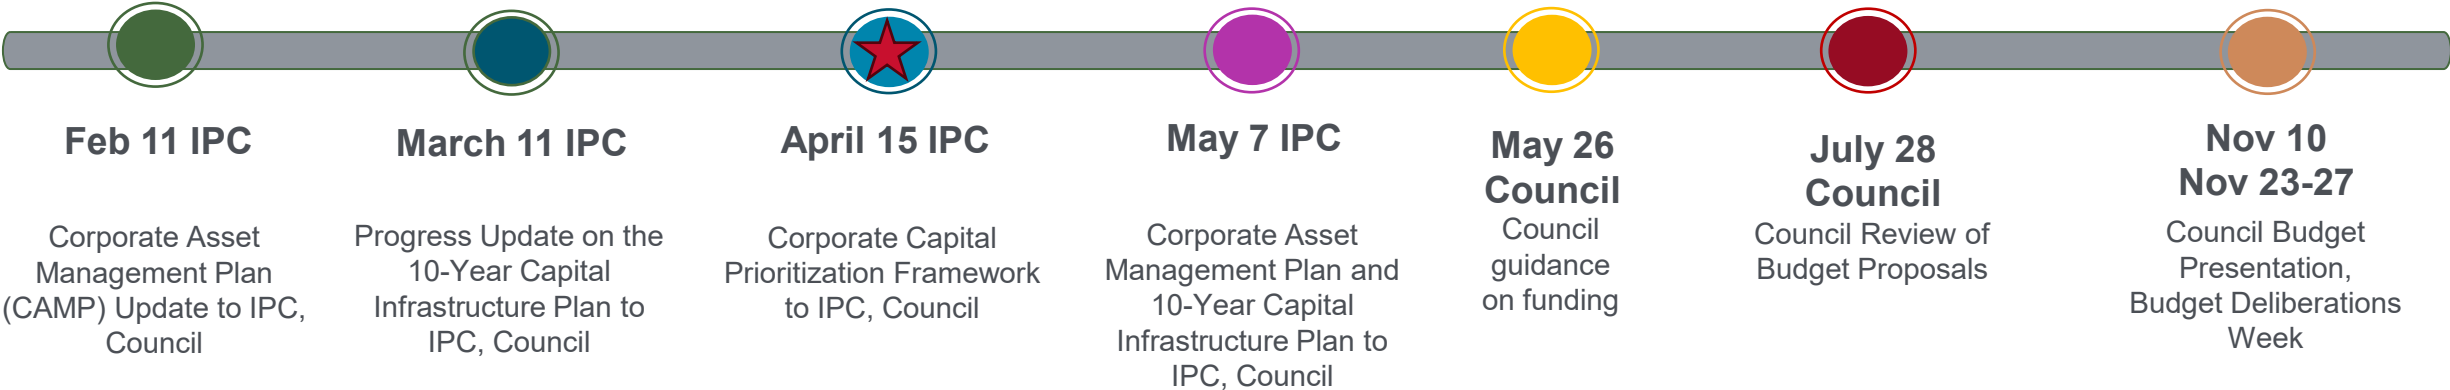 Feb 11 IPC
Corporate Asset
Management Plan
(CAMP) Update to IPC,
Council
March 11 IPC
Progress Update on the
10-Year Capital
Infrastructure Plan to
IPC, Council
April 15 IPC
Corporate Capital
Prioritization Framework
to IPC, Council
May 7 IPC
Corporate Asset
Management Plan and
10-Year Capital
Infrastructure Plan to
IPC, Council
May 26
Council
Council
guidance
on funding
July 28
Council
Council Review of
Budget Proposals
Nov 10
Nov 23-27
Council Budget
Presentation,
Budget Deliberations
Week